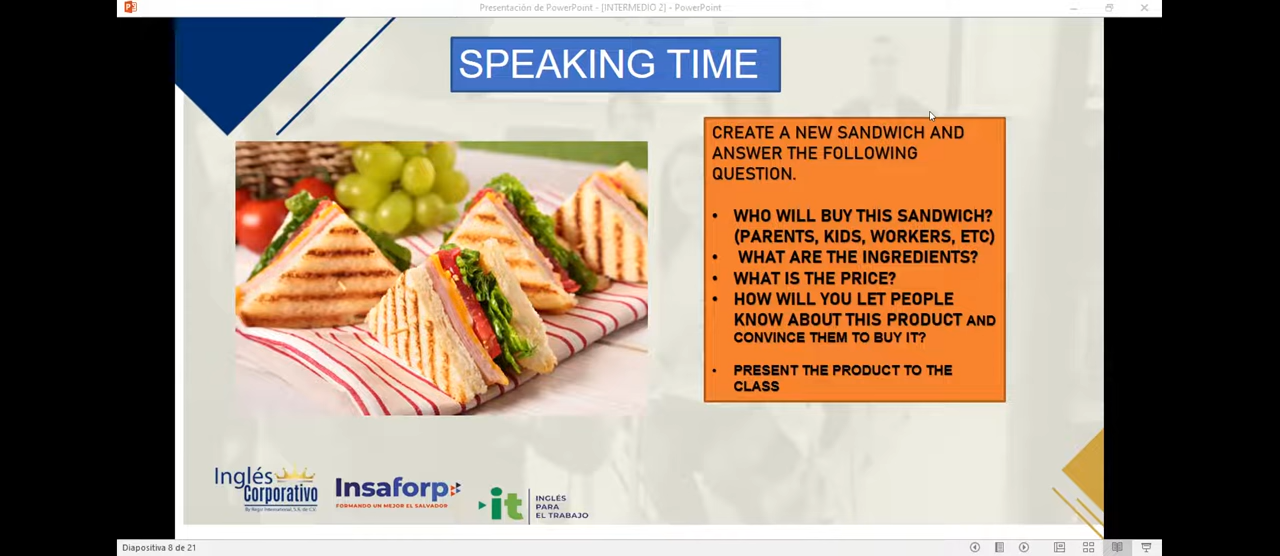 Presentación de PowerPoint - [INTERMEDIO 2] - PowerPoint
SPEAKING TIME
CREATE A NEW SANDWICH AND
ANSWER THE FOLLOWING
QUESTION.
• WHO WILL BUY THIS SANDWICH?
(PARENTS, KIDS, WORKERS, ETC)
• WHAT ARE THE INGREDIENTS?
• WHAT IS THE PRICE?
• HOW WILL YOU LET PEOPLE
KNOW ABOUT THIS PRODUCT AND
CONVINCE THEM TO BUY IT?
• PRESENT THE PRODUCT TO THE
CLASS
Inglés
Corporativo
By Regio International, S.A. de C.V.
Insaforp
FORMANDO UN MEJOR EL SALVADOR
it
INGLÉS
PARA
EL TRABAJO
Diapositiva 8 de 21